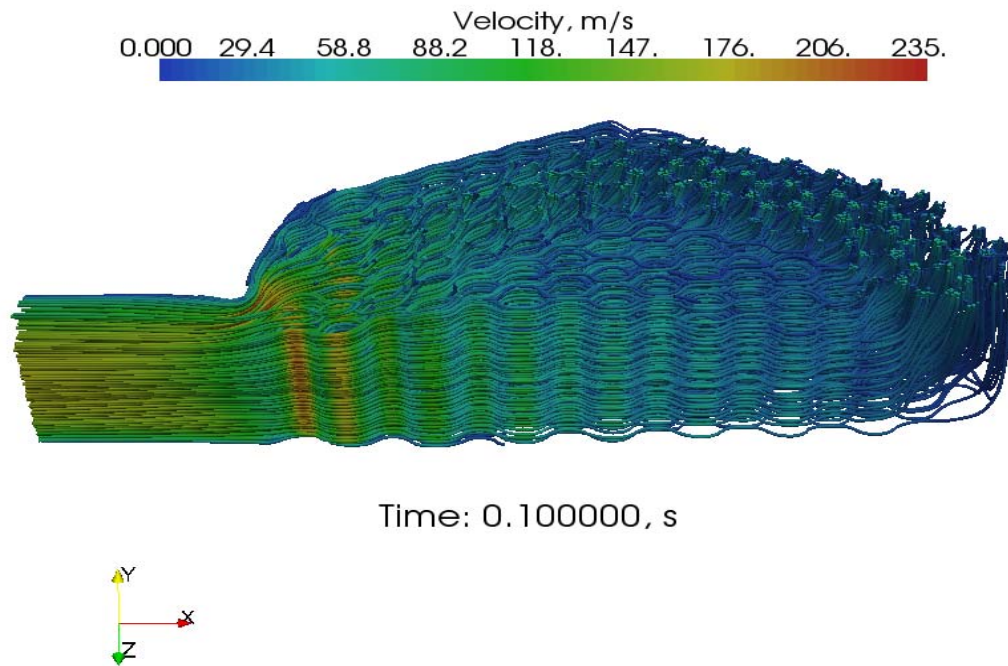 Velocity, m/s
0.000 29.4 58.8 88.2 118. 147. 176. 206. 235.
Time: 0.100000, s
Y
X
Z